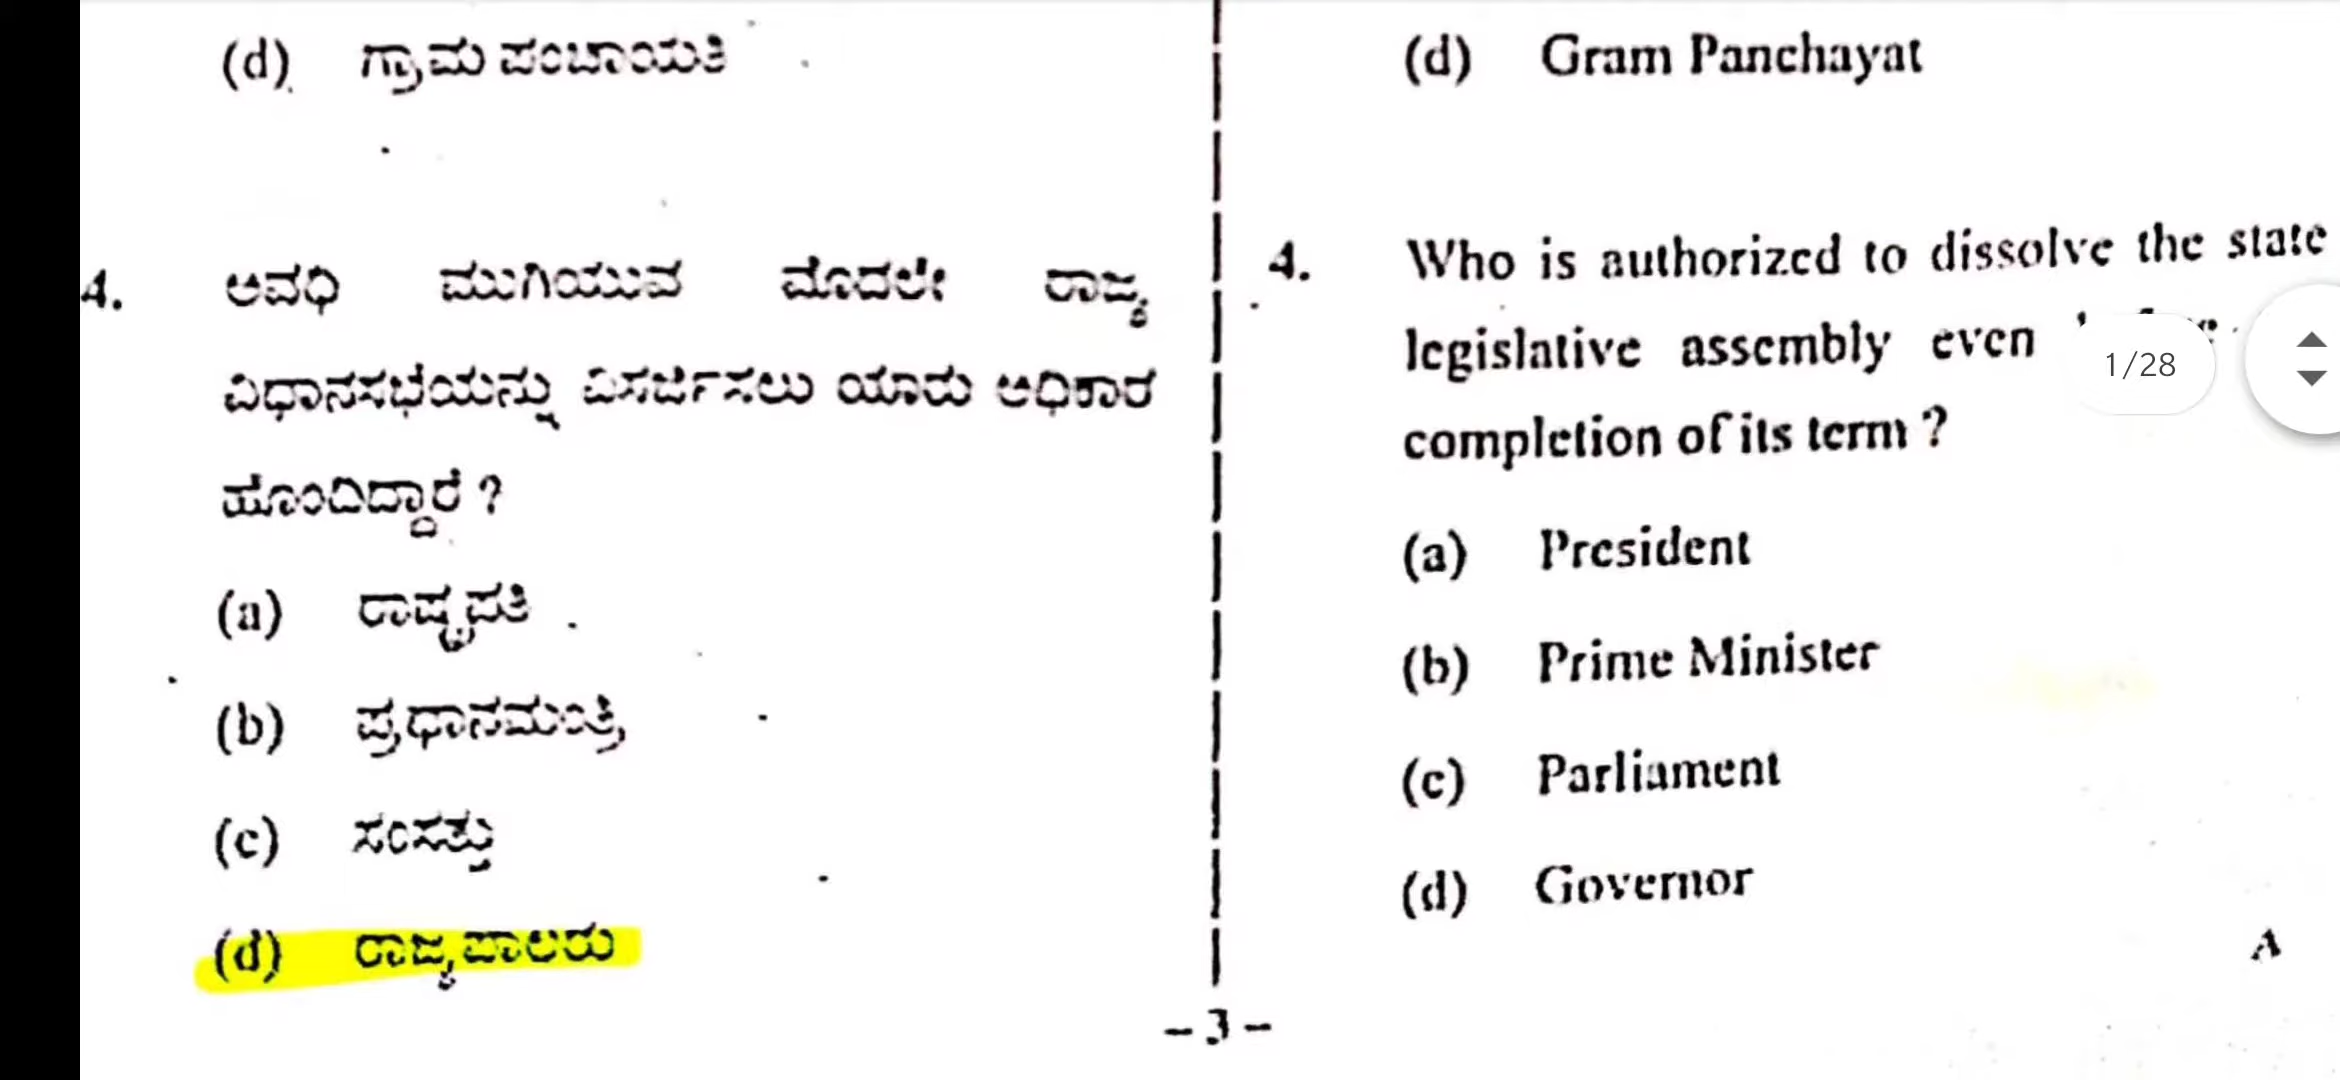 (d) ಗ್ರಾಮ ಪಂಚಾಯತಿ
4. ಅವಧಿ ಮುಗಿಯುವ ಮೊದಲೇ ರಾಜ್ಯ
ವಿಧಾನಸಭೆಯನ್ನು ವಿಸರ್ಜಿಸಲು ಯಾರು ಅಧಿಕಾರ
ಹೊಂದಿದ್ದಾರೆ ?
(a) ರಾಷ್ಟ್ರಪತಿ
(b) ಪ್ರಧಾನಮಂತ್ರಿ
(c) ಸಂಸತ್ತು
(d) ರಾಜ್ಯಪಾಲರು
(d) Gram Panchayat
4. Who is authorized to dissolve the state
legislative assembly even
completion of its term ?
(a) President
(b) Prime Minister
(c) Parliament
(d) Governor
A
- 3 -
1/28